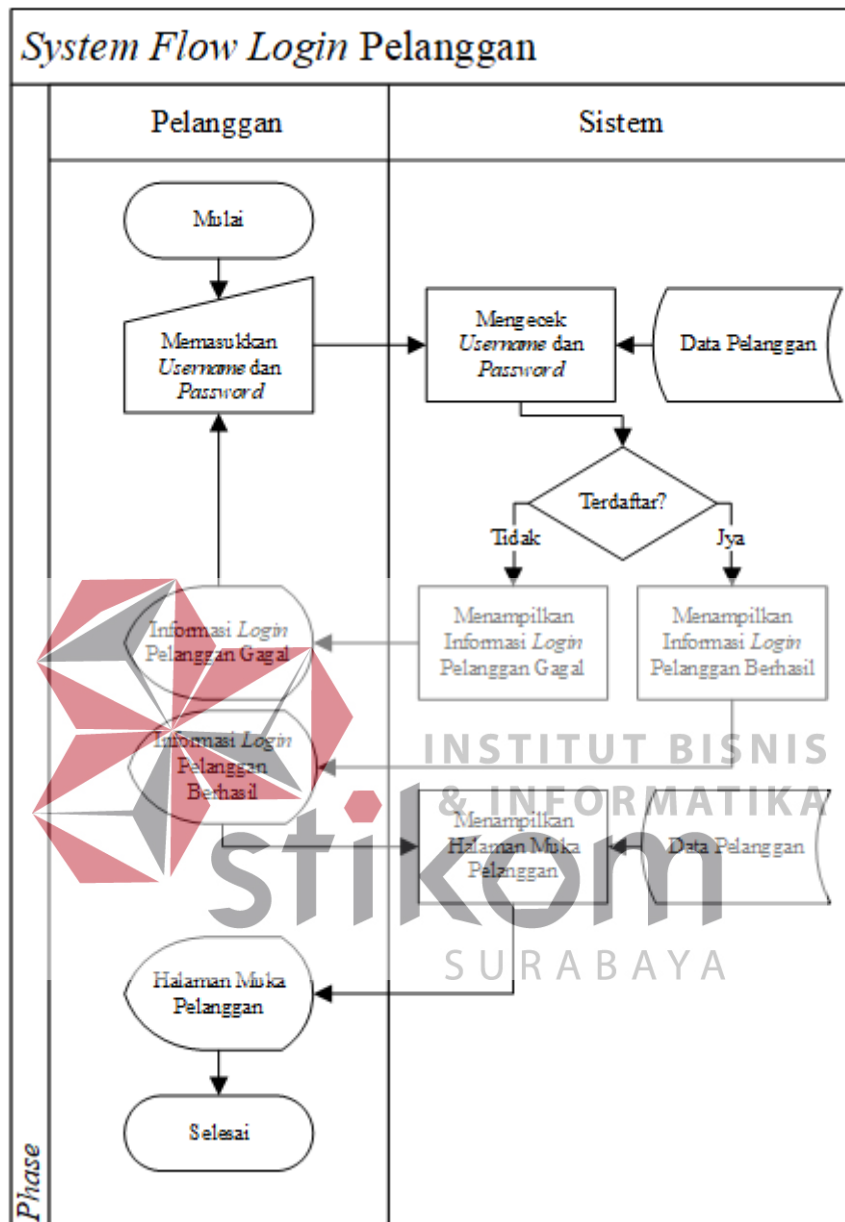 System Flow Login Pelanggan
Pelanggan
Sistem
Mulai
Memasukkan
Username dan
Password
Mengecek
Username dan
Password
Data Pelanggan
Terdaftar?
Tidak
Jya
Informasi Login
Pelanggan Gagal
Menampilkan
Informasi Login
Pelanggan Gagal
Menampilkan
Informasi Login
Pelanggan Berhasil
Informasi Login
Pelanggan
Berhasil
INSTITUT BISNIS
& INFORMATIKA
stikom
SURABAYA
Menampilkan
Halaman Muka
Pelanggan
Data Pelanggan
Halaman Muka
Pelanggan
Selesai
Phase